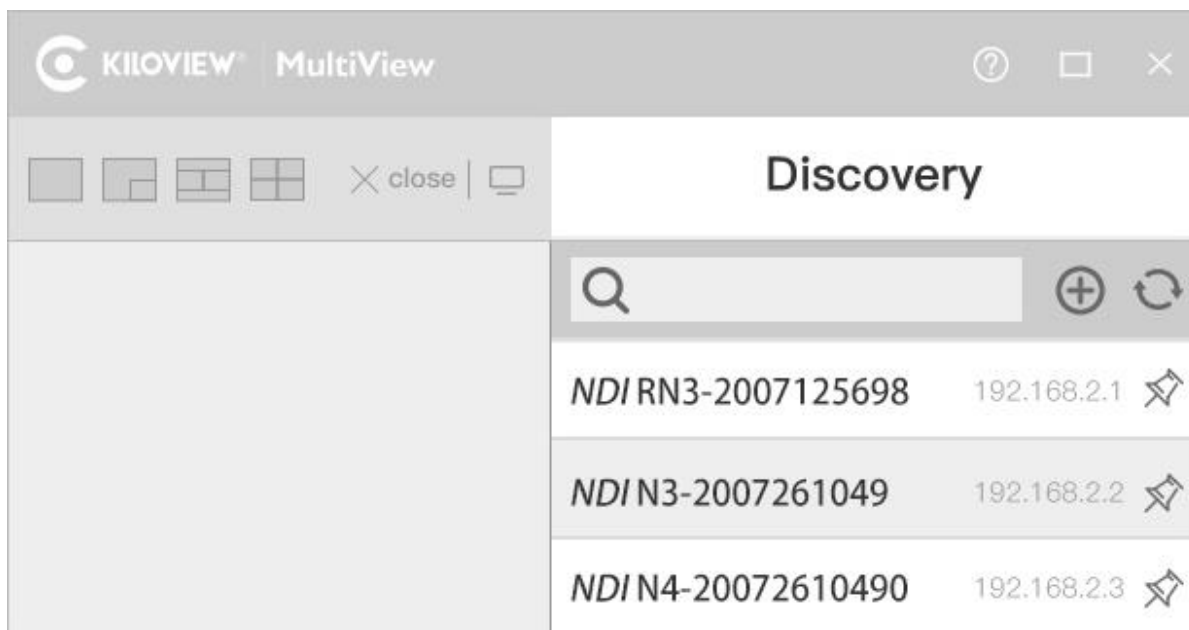 KILOVIEW® MultiView
close
Discovery
NDI RN3-2007125698 192.168.2.1
NDI N3-2007261049 192.168.2.2
NDI N4-20072610490 192.168.2.3